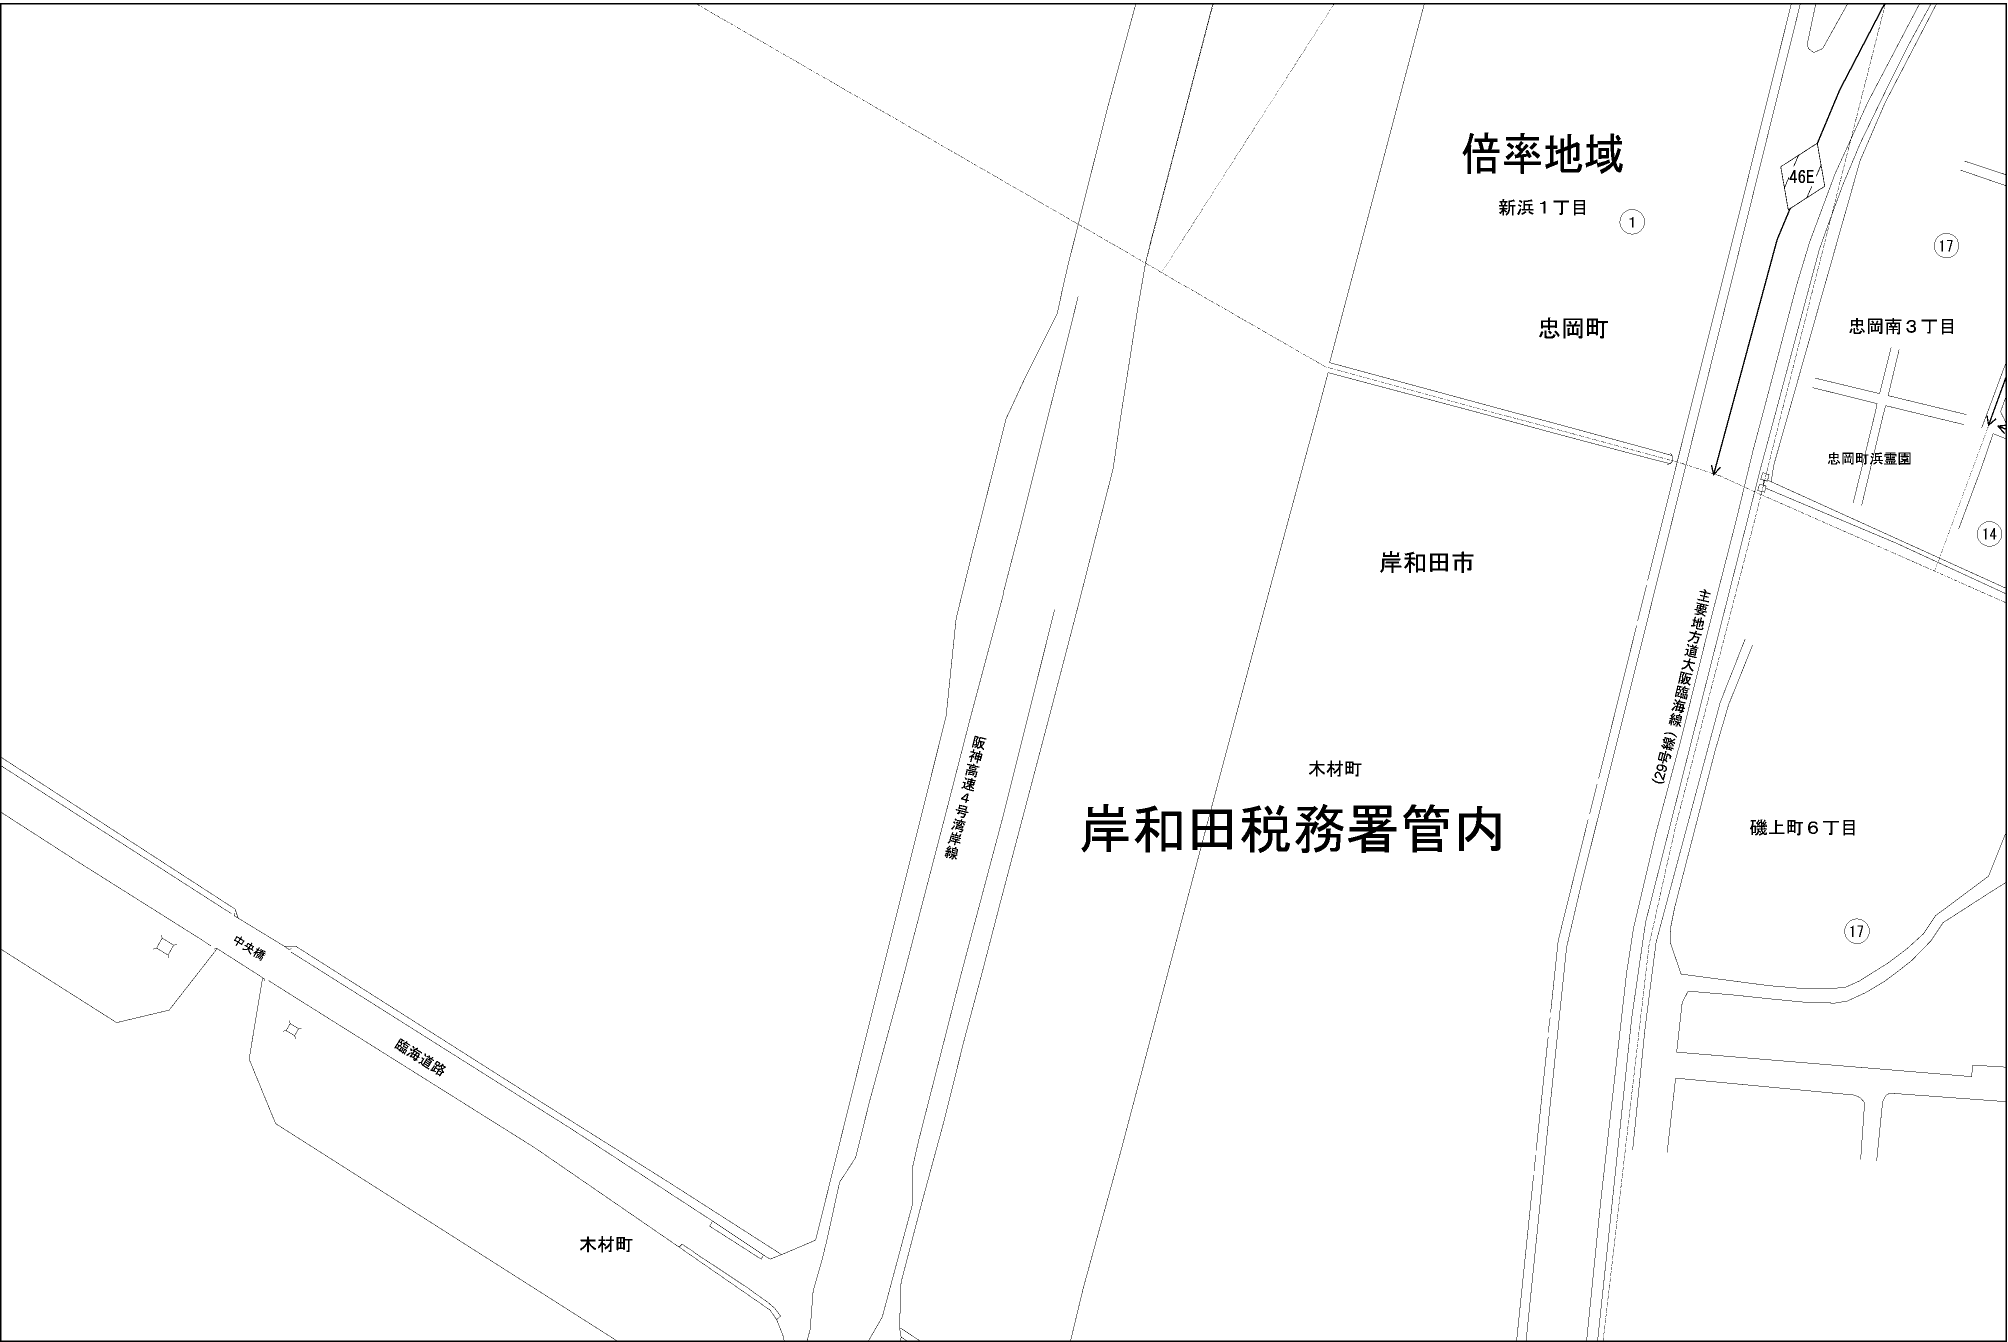 倍率地域
46E
新浜１丁目
1
17
忠岡町
忠岡南３丁目
忠岡町浜霊園
14
岸和田市
主要地方道大阪臨海線
(29号線)
阪神高速４号湾岸線
木材町
岸和田税務署管内
磯上町６丁目
17
中央橋
臨海道路
木材町